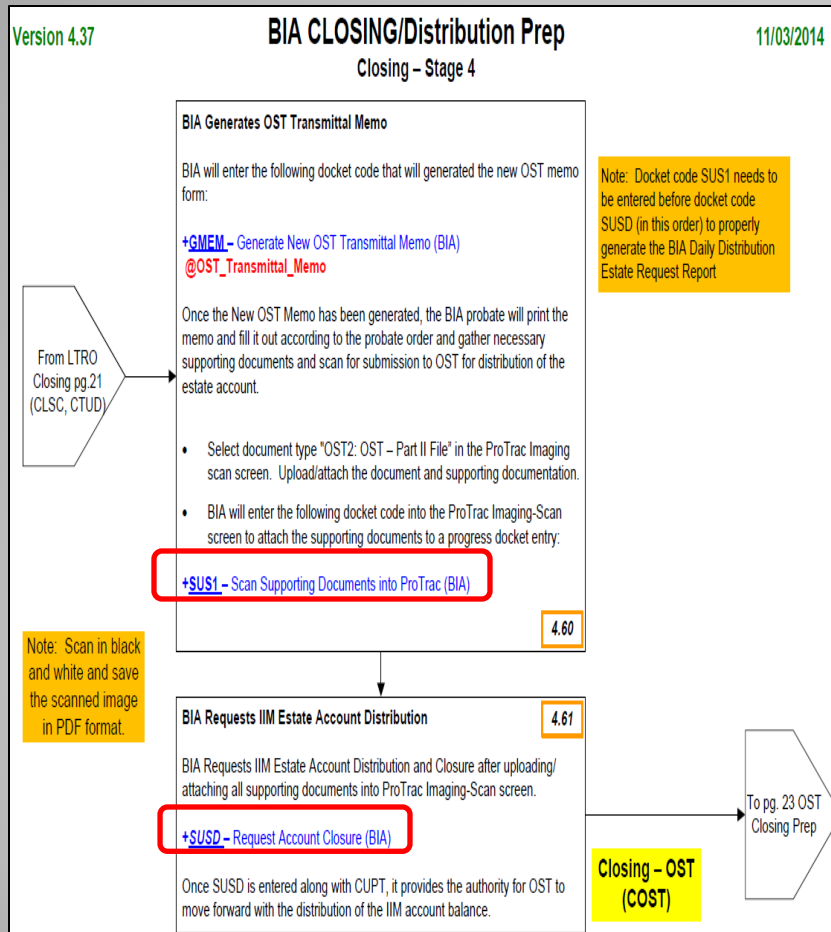 Version 4.37
BIA CLOSING/Distribution Prep
11/03/2014
Closing – Stage 4
BIA Generates OST Transmittal Memo
BIA will enter the following docket code that will generated the new OST memo
form:
+GMEM – Generate New OST Transmittal Memo (BIA)
@OST_Transmittal_Memo
Once the New OST Memo has been generated, the BIA probate will print the
memo and fill it out according to the probate order and gather necessary
supporting documents and scan for submission to OST for distribution of the
estate account.
• Select document type "OST2: OST – Part II File" in the ProTrac Imaging
scan screen. Upload/attach the document and supporting documentation.
• BIA will enter the following docket code into the ProTrac Imaging-Scan
screen to attach the supporting documents to a progress docket entry:
+SUS1 – Scan Supporting Documents into ProTrac (BIA)
4.60
Note: Docket code SUS1 needs to
be entered before docket code
SUSD (in this order) to properly
generate the BIA Daily Distribution
Estate Request Report
From LTRO
Closing pg.21
(CLSC, CTUD)
Note: Scan in black
and white and save
the scanned image
in PDF format.
BIA Requests IIM Estate Account Distribution
4.61
BIA Requests IIM Estate Account Distribution and Closure after uploading/
attaching all supporting documents into ProTrac Imaging-Scan screen.
+SUSD – Request Account Closure (BIA)
Once SUSD is entered along with CUPT, it provides the authority for OST to
move forward with the distribution of the IIM account balance.
To pg. 23 OST
Closing Prep
Closing – OST
(COST)